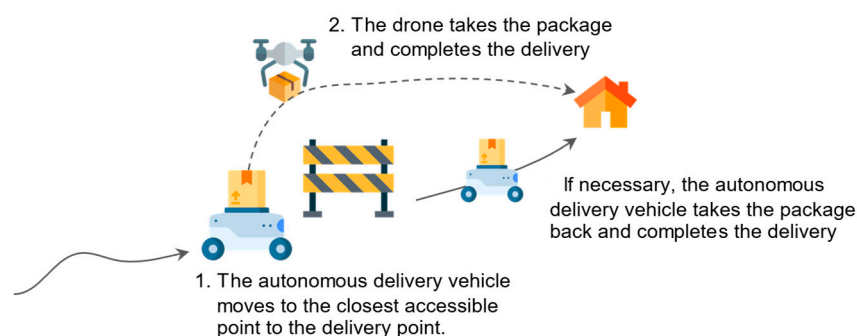 2. The drone takes the package
and completes the delivery
If necessary, the autonomous
delivery vehicle takes the package
back and completes the delivery
1. The autonomous delivery vehicle
moves to the closest accessible
point to the delivery point.